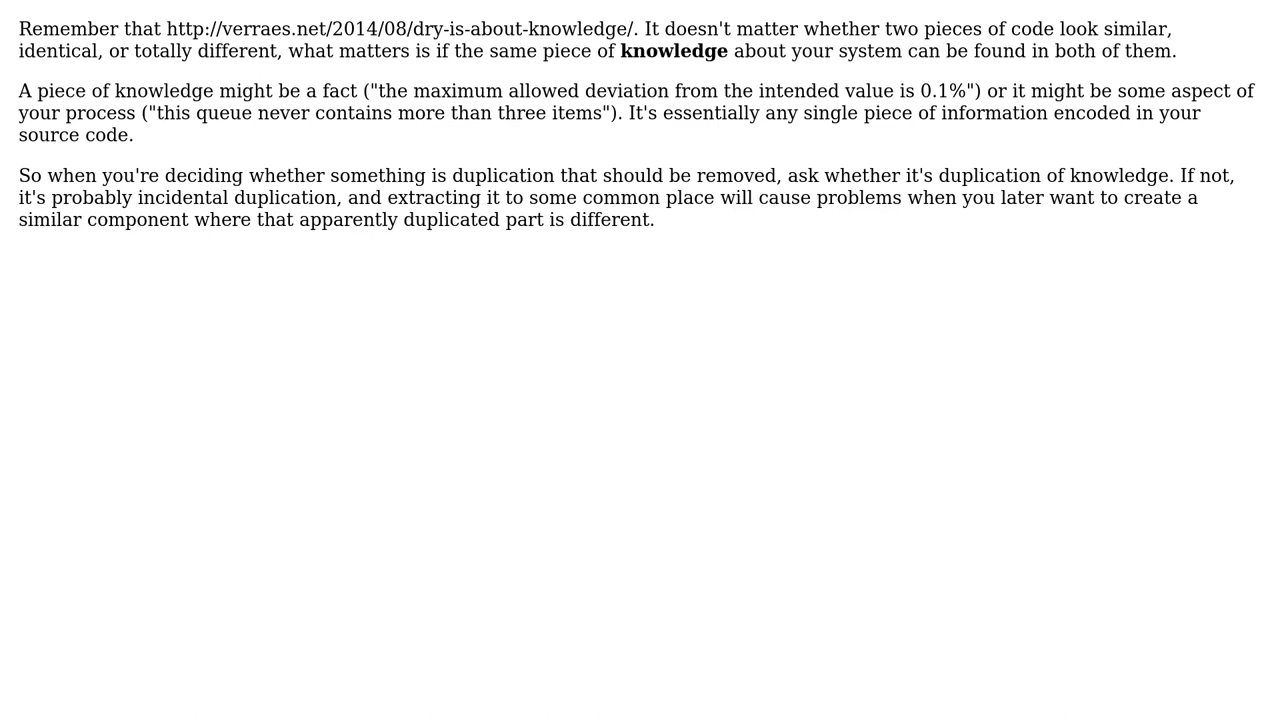 Remember that http://verraes.net/2014/08/dry-is-about-knowledge/. It doesn't matter whether two pieces of code look similar,
identical, or totally different, what matters is if the same piece of knowledge about your system can be found in both of them.
A piece of knowledge might be a fact ("the maximum allowed deviation from the intended value is 0.1%") or it might be some aspect of
your process ("this queue never contains more than three items"). It's essentially any single piece of information encoded in your
source code.
So when you're deciding whether something is duplication that should be removed, ask whether it's duplication of knowledge. If not,
it's probably incidental duplication, and extracting it to some common place will cause problems when you later want to create a
similar component where that apparently duplicated part is different.